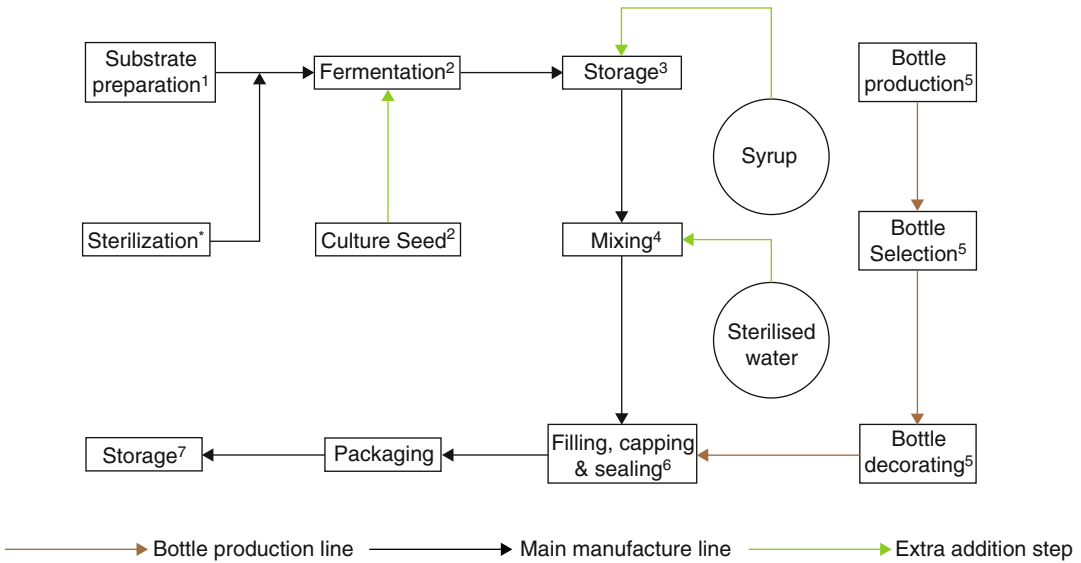 Substrate
preparation¹
Fermentation²
Storage³
Bottle
production⁵
Syrup
Sterilization*
Culture Seed²
Mixing⁴
Bottle
Selection⁵
Sterilised
water
Storage⁷
Packaging
Filling, capping
& sealing⁶
Bottle
decorating⁵
Bottle production line
Main manufacture line
Extra addition step